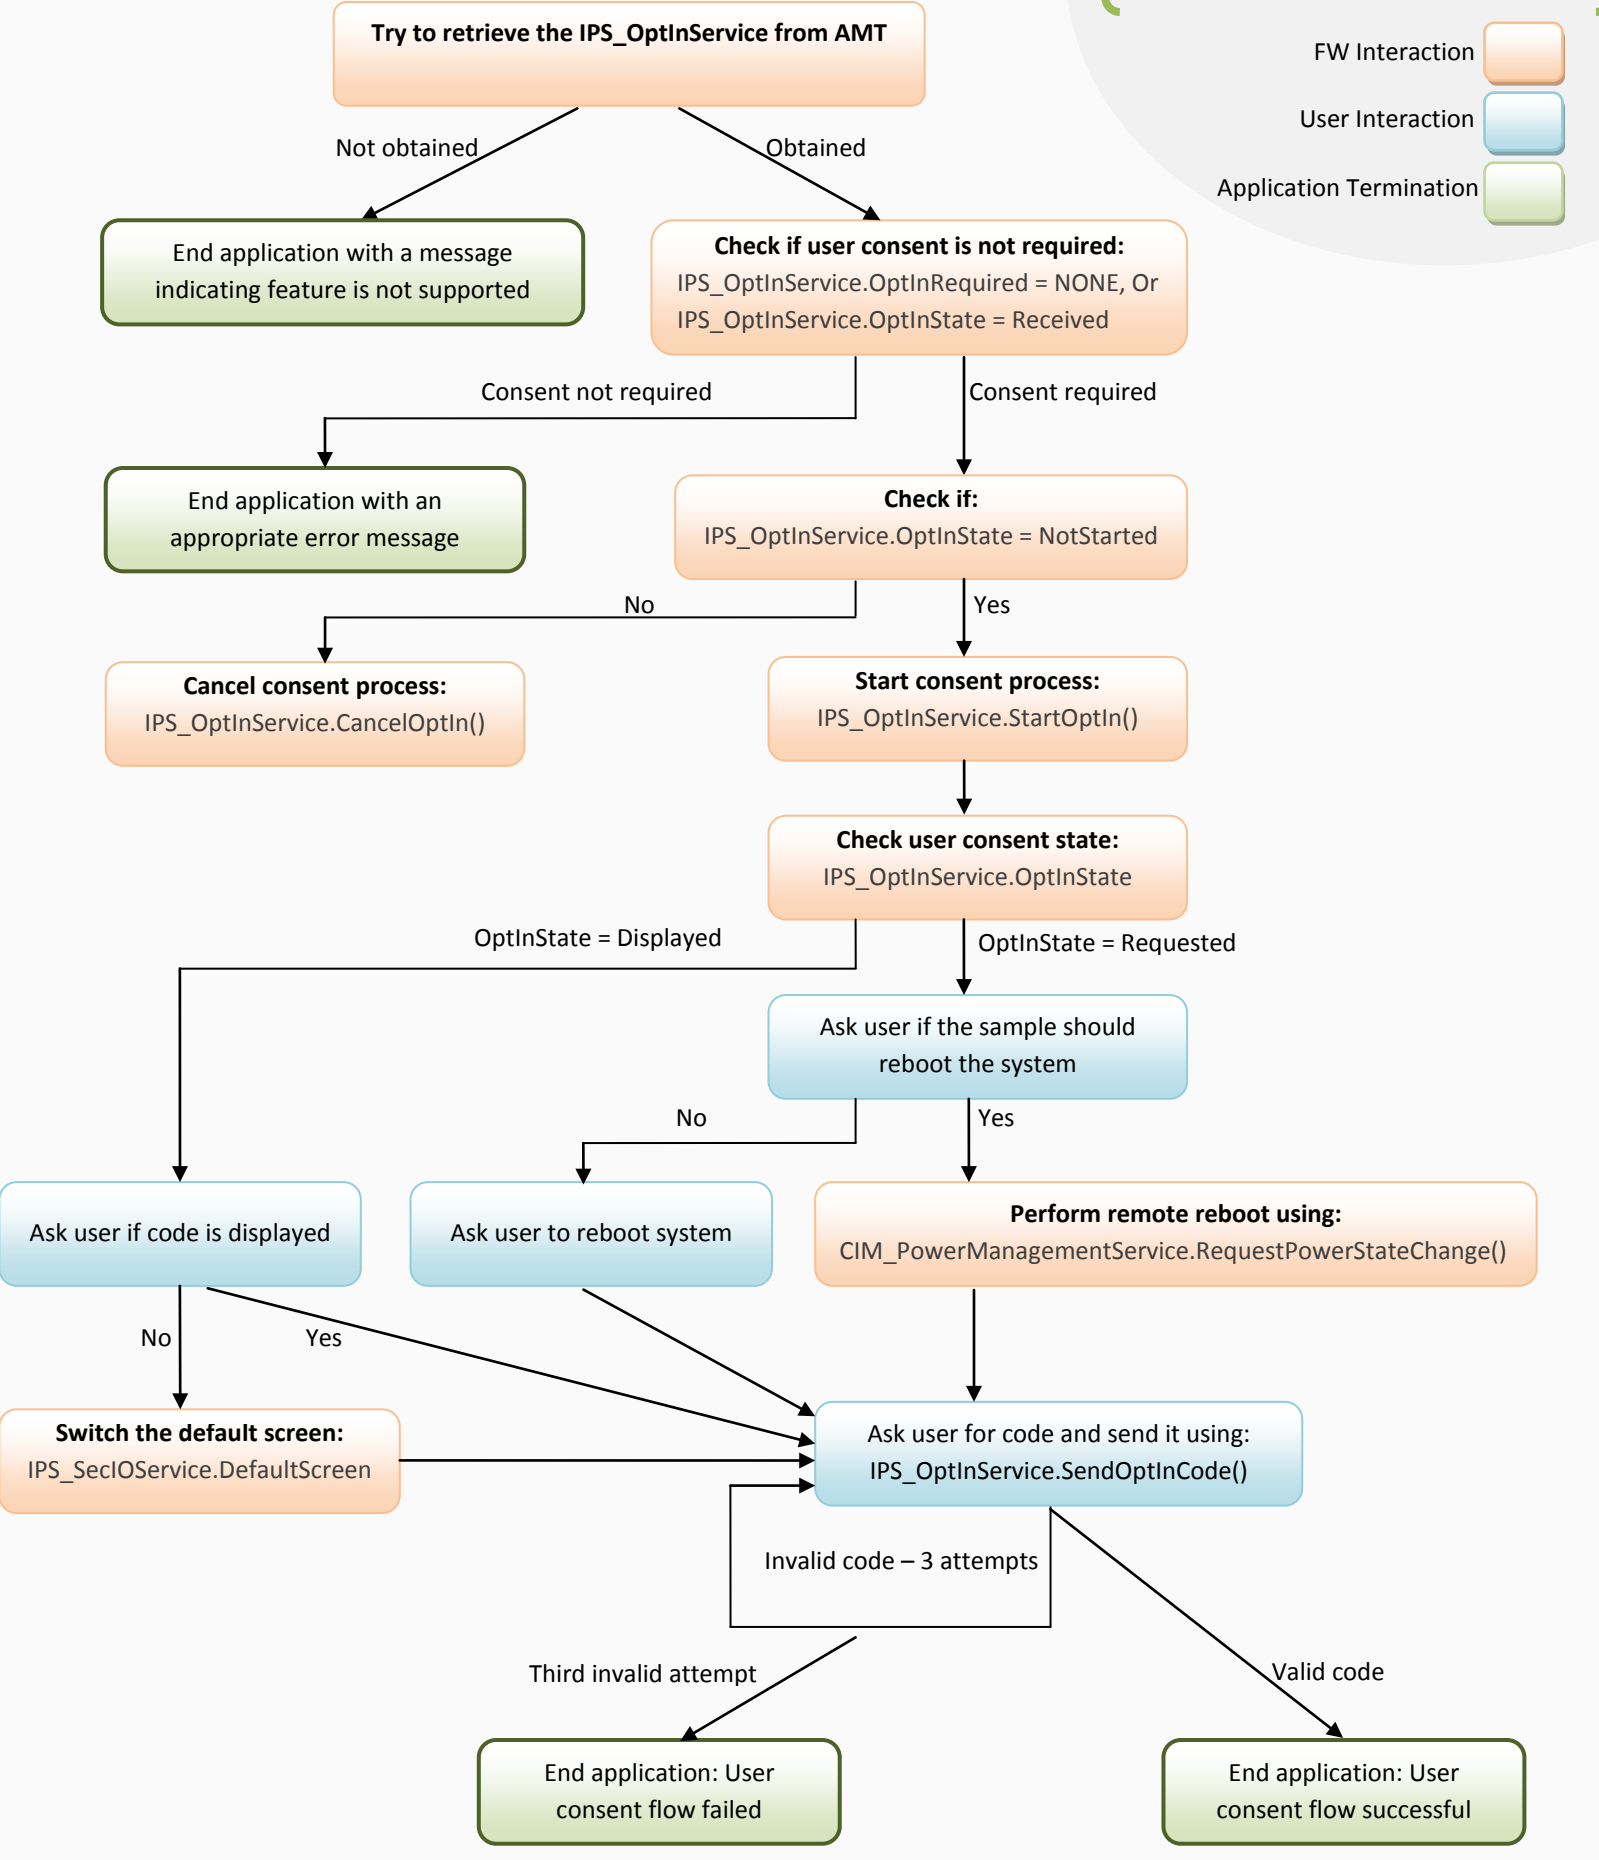 Try to retrieve the IPS_OptInService from AMT
FW Interaction
User Interaction
Application Termination
Not obtained
Obtained
End application with a message
indicating feature is not supported
Check if user consent is not required:
IPS_OptInService.OptInRequired = NONE, Or
IPS_OptInService.OptInState = Received
Consent not required
Consent required
End application with an
appropriate error message
Check if:
IPS_OptInService.OptInState = NotStarted
No
Yes
Cancel consent process:
IPS_OptInService.CancelOptIn()
Start consent process:
IPS_OptInService.StartOptIn()
Check user consent state:
IPS_OptInService.OptInState
OptInState = Displayed
OptInState = Requested
Ask user if the sample should
reboot the system
No
Yes
Ask user if code is displayed
Ask user to reboot system
Perform remote reboot using:
CIM_PowerManagementService.RequestPowerStateChange()
No
Yes
Switch the default screen:
IPS_SecIOService.DefaultScreen
Ask user for code and send it using:
IPS_OptInService.SendOptInCode()
Invalid code – 3 attempts
Third invalid attempt
Valid code
End application: User
consent flow failed
End application: User
consent flow successful